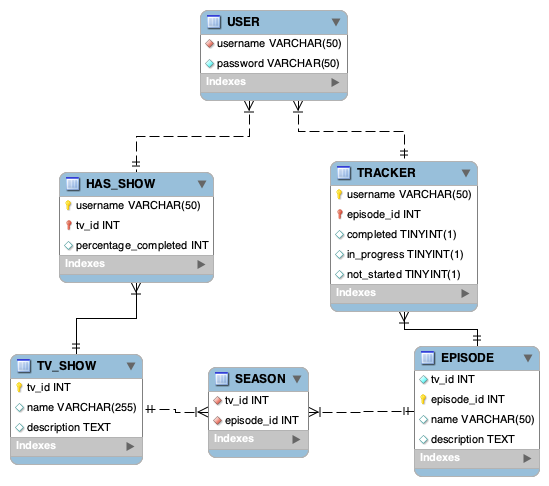 USER
username VARCHAR(50)
password VARCHAR(50)
Indexes
HAS_SHOW
username VARCHAR(50)
tv_id INT
percentage_completed INT
Indexes
TRACKER
username VARCHAR(50)
episode_id INT
completed TINYINT(1)
in_progress TINYINT(1)
not_started TINYINT(1)
Indexes
TV_SHOW
tv_id INT
name VARCHAR(255)
description TEXT
Indexes
SEASON
tv_id INT
episode_id INT
Indexes
EPISODE
tv_id INT
episode_id INT
name VARCHAR(50)
description TEXT
Indexes